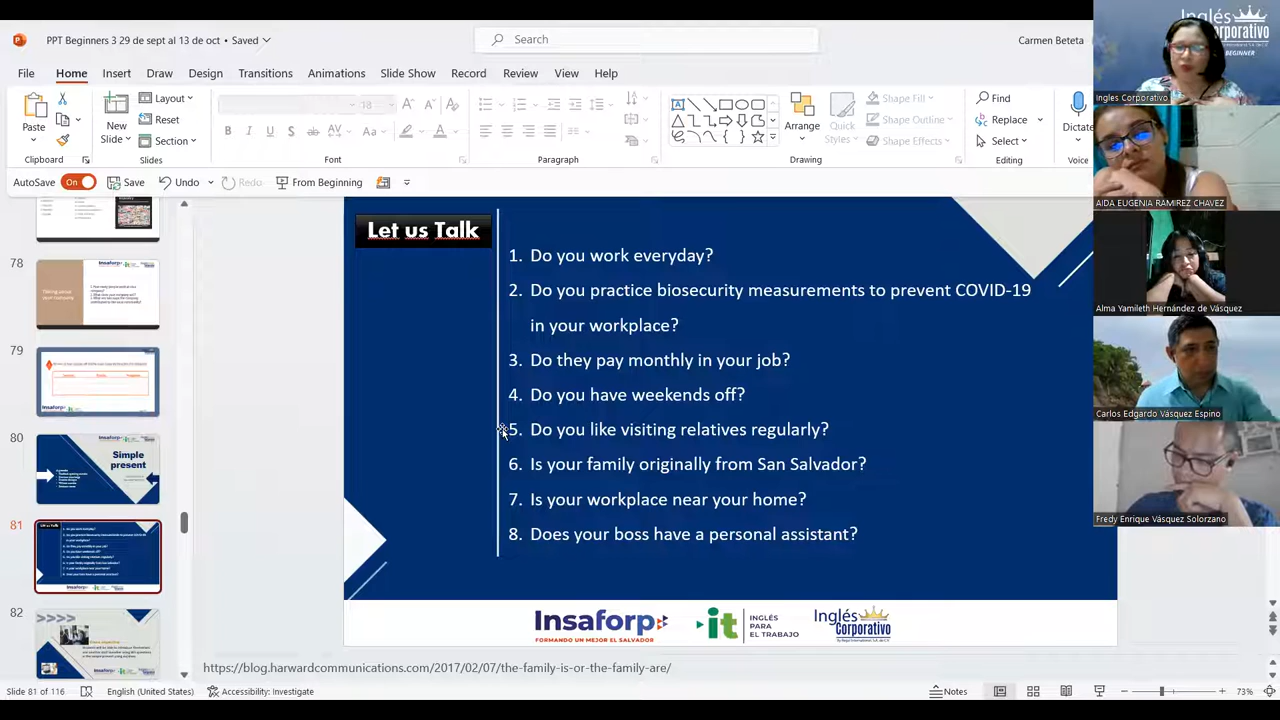 PPT Beginners 3 29 de sept al 13 de oct • Saved
Search
Carmen Beteta
File Home Insert Draw Design Transitions Animations Slide Show Record Review View Help
Paste
New
Slide
Layout
Reset
Section
18
Arrange
Quick
Styles
Shape Fill
Shape Outline
Shape Effects
Find
Replace
Select
Dictate
Clipboard
Slides
Font
Paragraph
Drawing
Editing
Voice
AutoSave On Save Undo Redo From Beginning
78
79
80
Simple
present
81
82
Let us Talk
1. Do you work everyday?
2. Do you practice biosecurity measurements to prevent COVID-19
in your workplace?
3. Do they pay monthly in your job?
4. Do you have weekends off?
5. Do you like visiting relatives regularly?
6. Is your family originally from San Salvador?
7. Is your workplace near your home?
Does your boss have a personal assistant?
Insaforp
FORMANDO UN MEJOR EL SALVADOR
it
INGLÉS
PARA
EL TRABAJO
Inglés
Corporativo
https://blog.harvardcommunications.com/2017/02/07/the-family-is-or-the-family-are/
Slide 81 of 116 English (United States) Accessibility: Investigate Notes 73%
Inglés
Corporativo
BEGINNER
Ingles Corporativo
AIDA EUGENIA RAMIREZ CHAVEZ
Alma Yamileth Hernández de Vásquez
Carlos Edgardo Vásquez Espino
Fredy Enrique Vásquez Solorzano